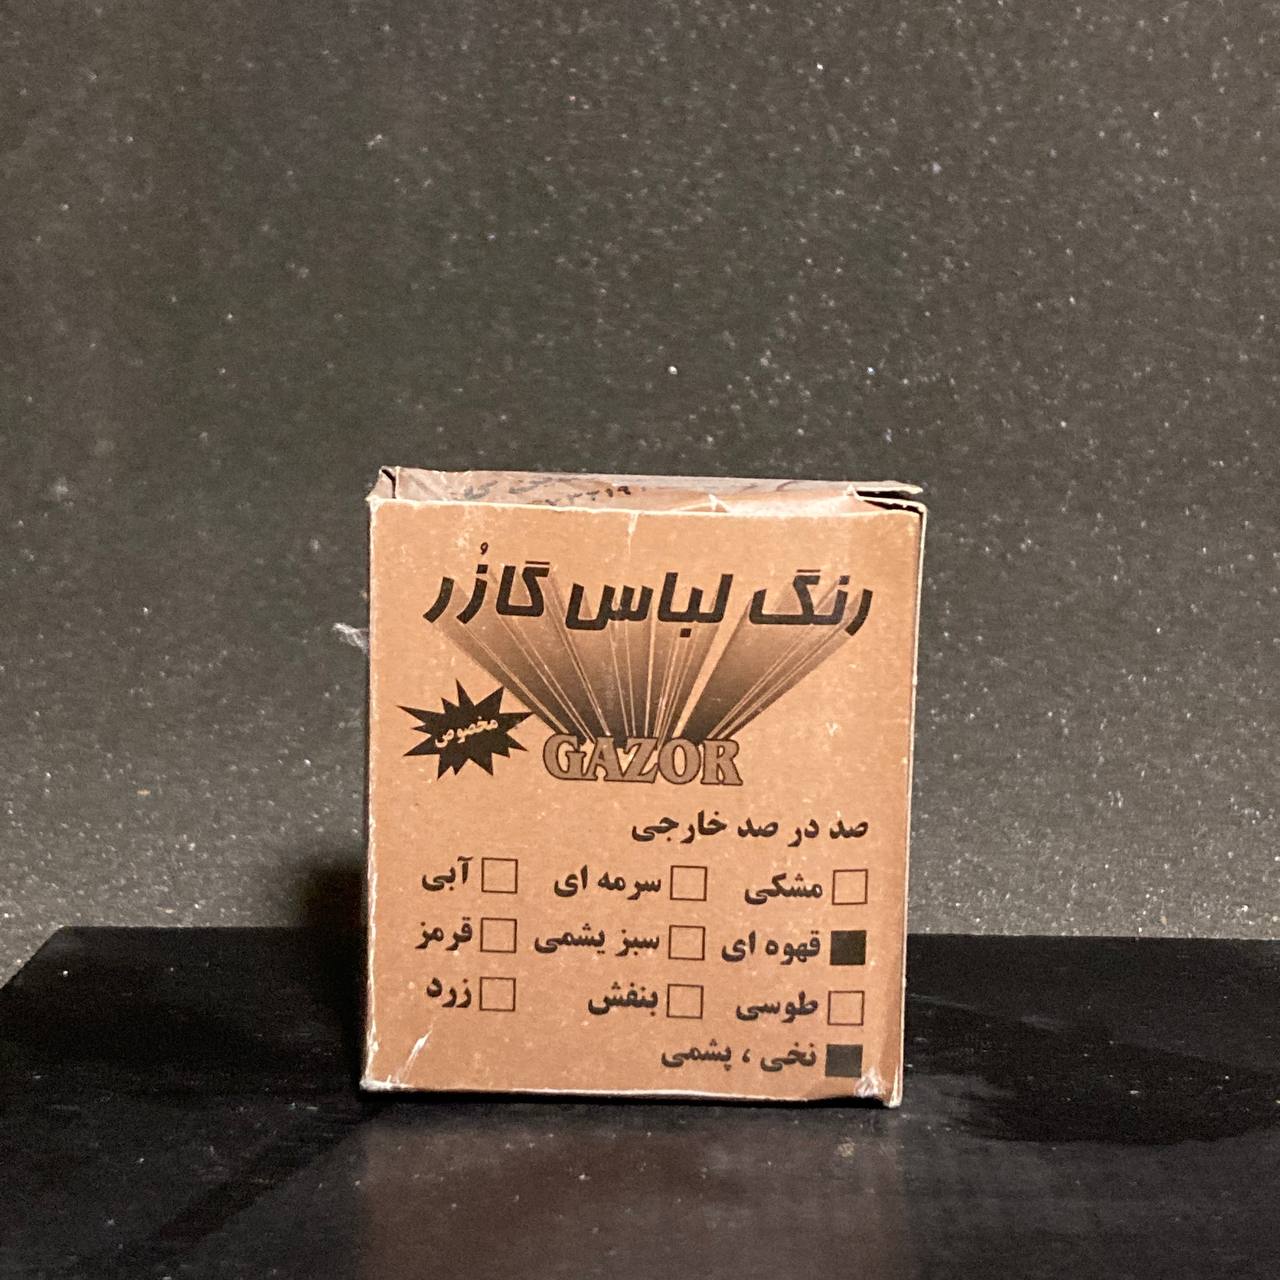 رنگ لباس گازُر
مخصوص
GAZOR
صد در صد خارجی
مشکی سرمه ای آبی
قهوه ای سبز یشمی قرمز
طوسی بنفش زرد
نخی ، پشمی